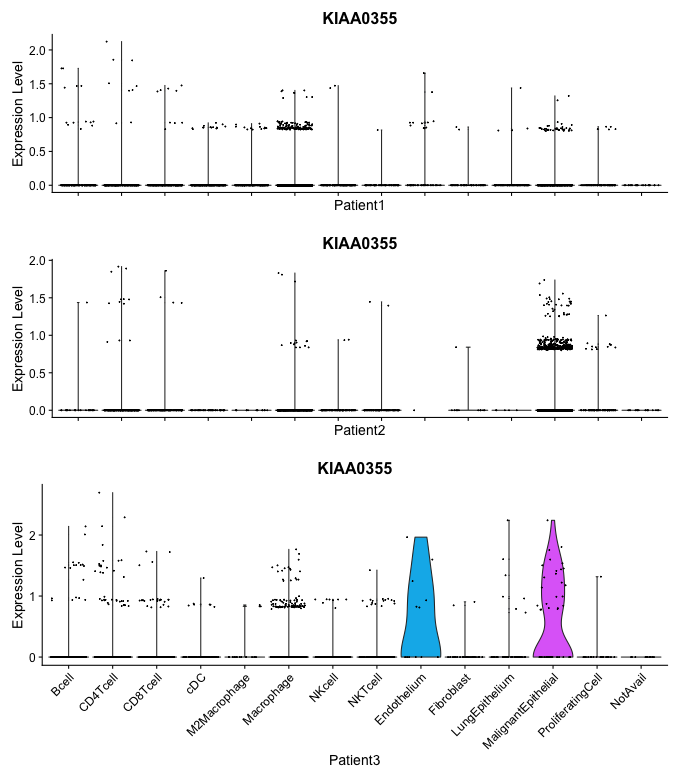 KIAA0355
Expression Level
2.0
1.5
1.0
0.5
0.0
Patient1
KIAA0355
Expression Level
2.0
1.5
1.0
0.5
0.0
Patient2
KIAA0355
Expression Level
2
1
0
Bcell
CD4Tcell
CD8Tcell
cDC
M2Macrophage
Macrophage
NKcell
NKTcell
Endothelium
Fibroblast
LungEpithelium
MalignantEpithelial
ProliferatingCell
NotAvail
Patient3